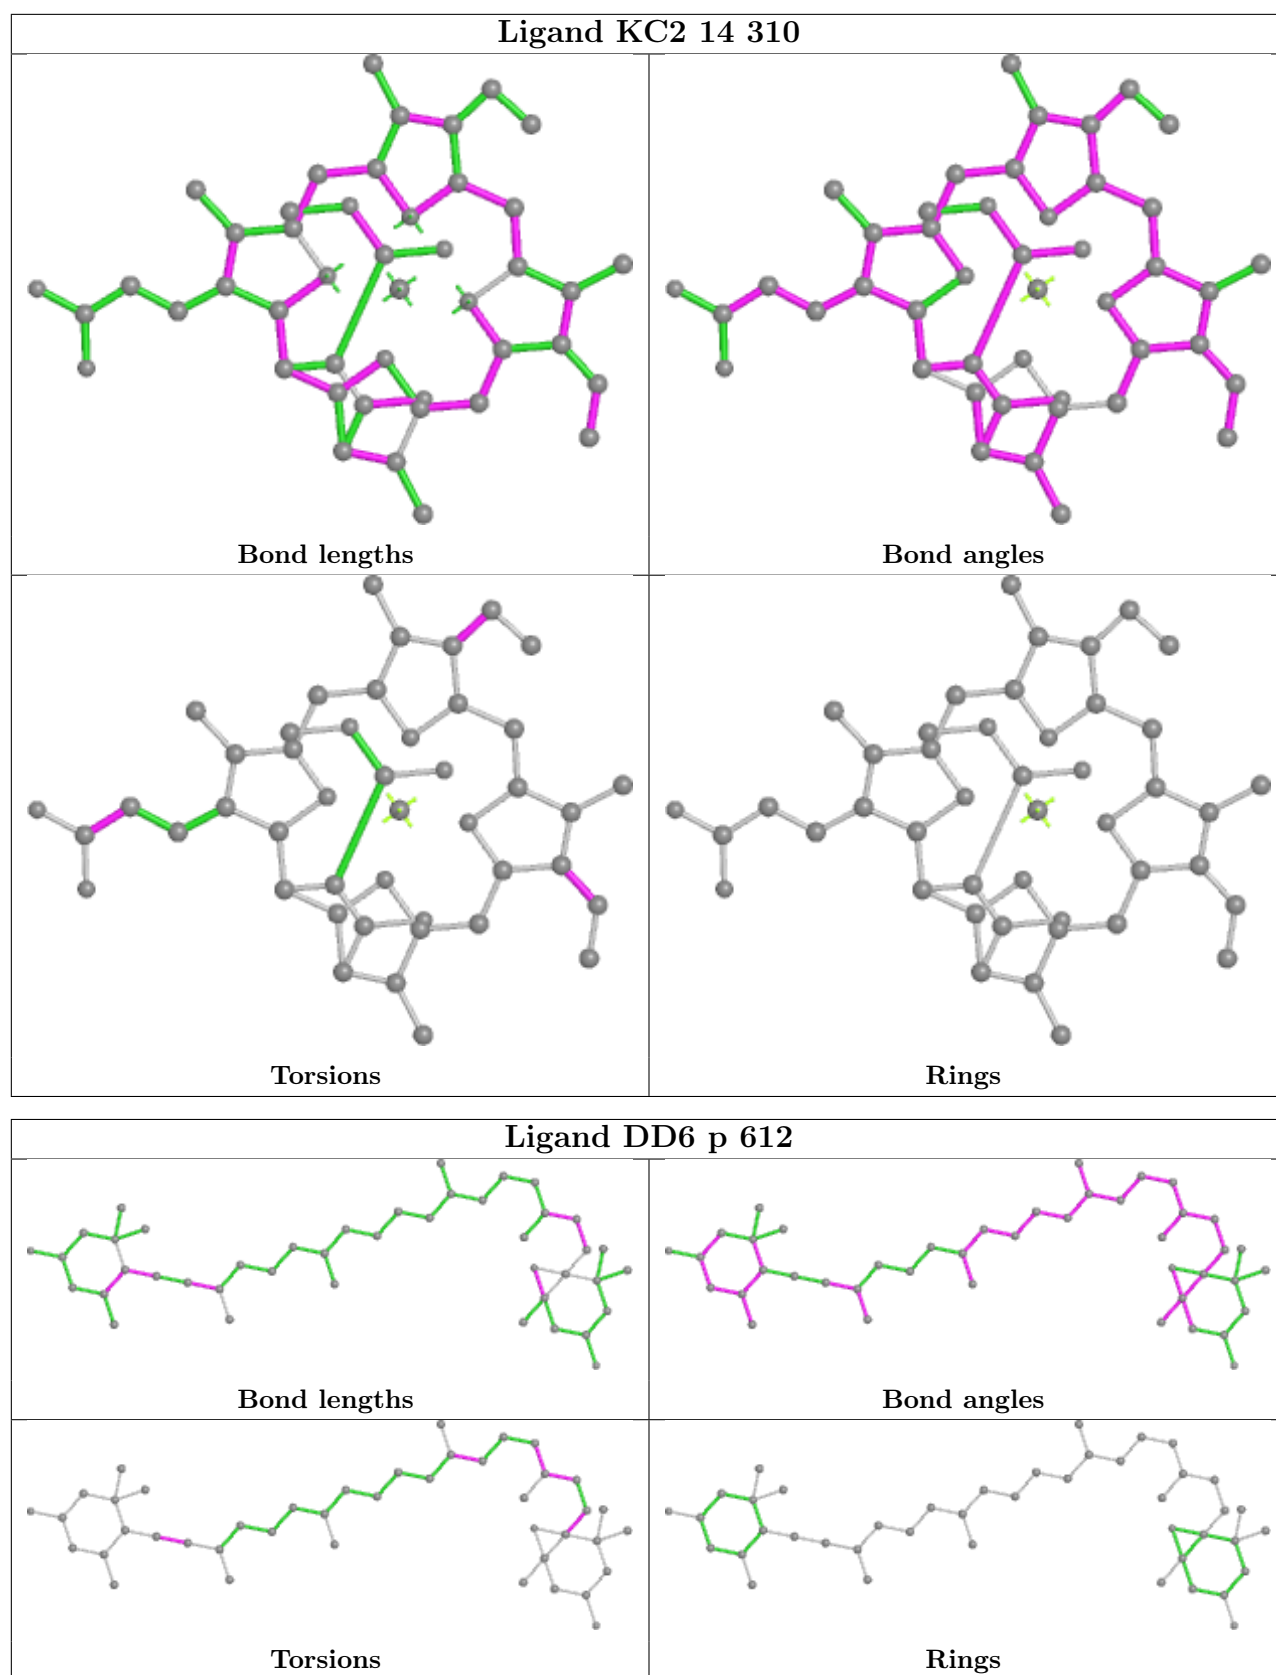 Ligand KC2 14 310
Bond lengths
Bond angles
Torsions
Rings
Ligand DD6 p 612
Bond lengths
Bond angles
Torsions
Rings